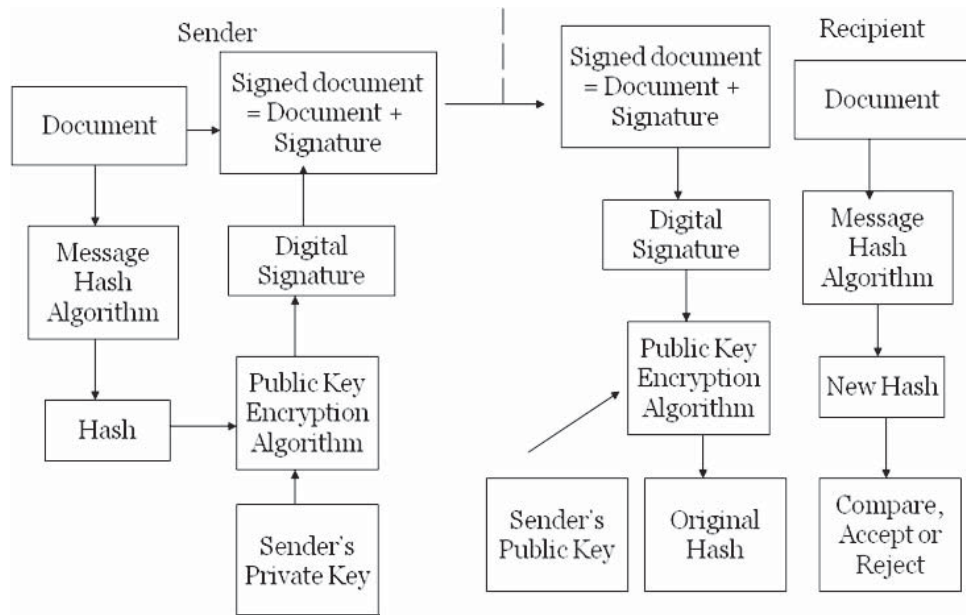 Sender
Recipient
Document
Signed document
= Document +
Signature
Signed document
= Document +
Signature
Document
Message
Hash
Algorithm
Digital
Signature
Digital
Signature
Message
Hash
Algorithm
Hash
Public Key
Encryption
Algorithm
Public Key
Encryption
Algorithm
New Hash
Sender's
Private Key
Sender's
Public Key
Original
Hash
Compare,
Accept or
Reject